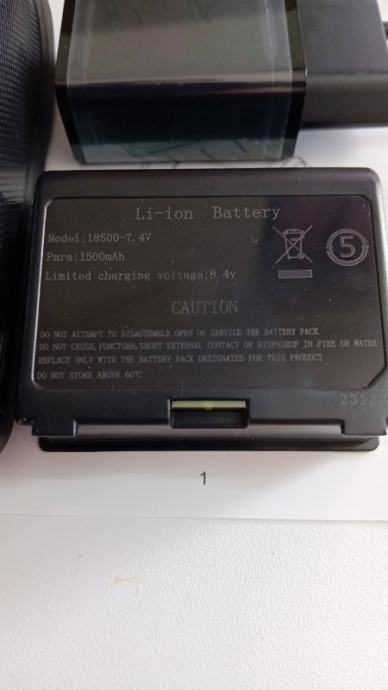 Li-ion Battery
Model:18500-7.4V
Para:1500mAh
Limited charging voltage:8.4v
5
CAUTION
DO NOT ATTEMPT TO DISASSEMBLE OPEN OR SERVICE THE BATTERY PACK
DO NOT CRUSH,PUNCTURE,SHORT EXTERNAL CONTACT OR DISPOSEOF IN FIRE OR WATER
REPLACE ONLY WITH THE BATTERY PACK DESIGNATED FOR THIS PRODUCT
DO NOT STORE ABOVE 60℃
2312
1